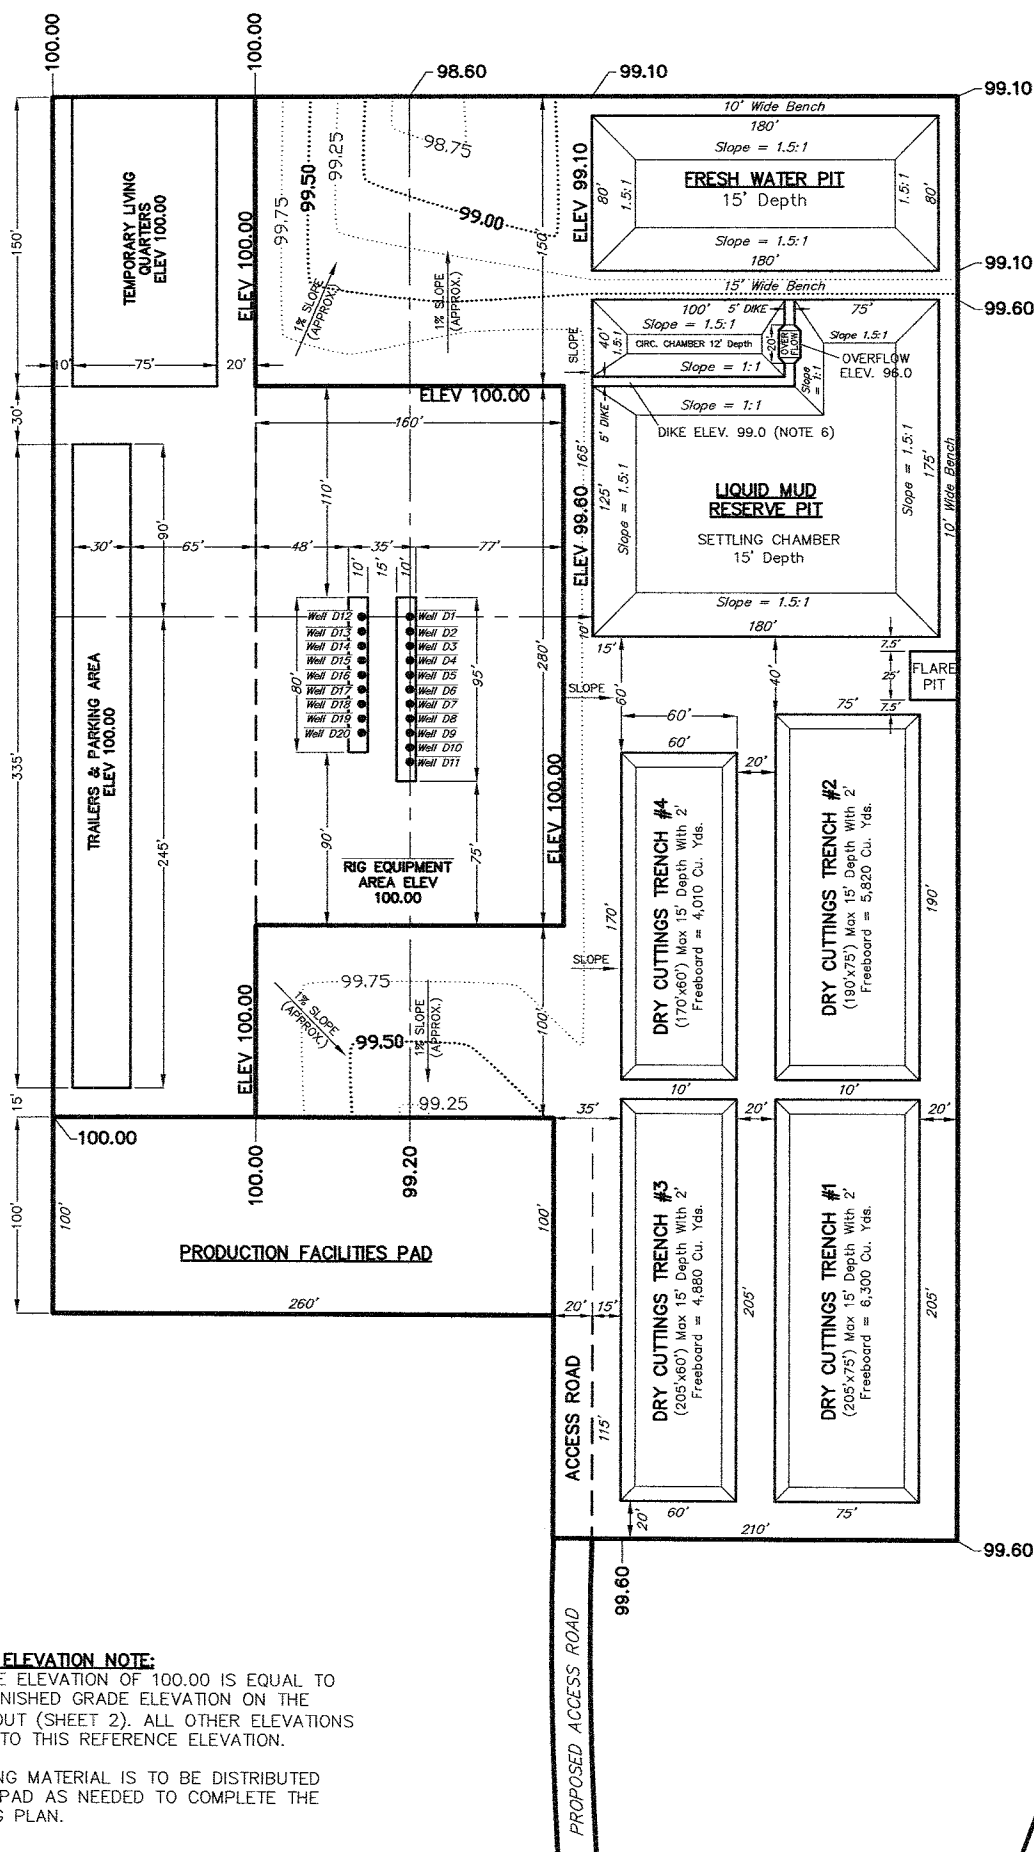 100.00
100.00
98.60
99.10
99.10
10' Wide Bench
180'
Slope = 1.5:1
98.75
99.25
99.50
99.75
99.00
ELEV 99.10
80'
1.5:1
FRESH WATER PIT
15' Depth
1.5:1
80'
Slope = 1.5:1
180'
150'
TEMPORARY LIVING
QUARTERS
ELEV 100.00
ELEV 100.00
150'
99.10
15' Wide Bench
99.60
1% SLOPE
(APPROX.)
1% SLOPE
(APPROX.)
SLOPE
100'
5' DIKE
75'
Slope = 1.5:1
40'
1.5:1
CIRC. CHAMBER 12' Depth
20'
OVER
FLOW
Slope 1.5:1
OVERFLOW
ELEV. 96.0
Slope = 1:1
Slope = 1:1
10'
75'
20'
ELEV 100.00
160'
30'
Slope = 1:1
5' DIKE
DIKE ELEV. 99.0 (NOTE 6)
165'
110'
ELEV 99.60
125'
Slope = 1.5:1
LIQUID MUD
RESERVE PIT
SETTLING CHAMBER
15' Depth
Slope = 1.5:1
175'
10' Wide Bench
90'
30'
65'
48'
35'
77'
10'
15'
10'
Slope = 1.5:1
180'
10'
Well D12
Well D13
Well D14
Well D15
Well D16
Well D17
Well D18
Well D19
Well D20
Well D1
Well D2
Well D3
Well D4
Well D5
Well D6
Well D7
Well D8
Well D9
Well D10
Well D11
80'
95'
280'
15'
60'
SLOPE
40'
7.5'
25'
7.5'
FLARE
PIT
335'
TRAILERS & PARKING AREA
ELEV 100.00
245'
90'
75'
ELEV 100.00
RIG EQUIPMENT
AREA ELEV
100.00
60'
60'
20'
75'
170'
DRY CUTTINGS TRENCH #4
(170'x60') Max 15' Depth With 2'
Freeboard = 4,010 Cu. Yds.
DRY CUTTINGS TRENCH #2
(190'x75') Max 15' Depth With 2'
Freeboard = 5,820 Cu. Yds.
190'
SLOPE
ELEV 100.00
99.75
1% SLOPE
(APPROX.)
99.50
1% SLOPE
(APPROX.)
99.25
100'
15'
10'
10'
35'
20'
20'
100.00
100.00
99.20
100'
100'
100'
PRODUCTION FACILITIES PAD
260'
DRY CUTTINGS TRENCH #3
(205'x60') Max 15' Depth With 2'
Freeboard = 4,880 Cu. Yds.
205'
DRY CUTTINGS TRENCH #1
(205'x75') Max 15' Depth With 2'
Freeboard = 6,300 Cu. Yds.
205'
20'
15'
ACCESS ROAD
115'
20'
60'
75'
210'
99.60
99.60
PROPOSED ACCESS ROAD
ELEVATION NOTE:
E ELEVATION OF 100.00 IS EQUAL TO
NISHED GRADE ELEVATION ON THE
OUT (SHEET 2). ALL OTHER ELEVATIONS
TO THIS REFERENCE ELEVATION.
NG MATERIAL IS TO BE DISTRIBUTED
PAD AS NEEDED TO COMPLETE THE
G PLAN.